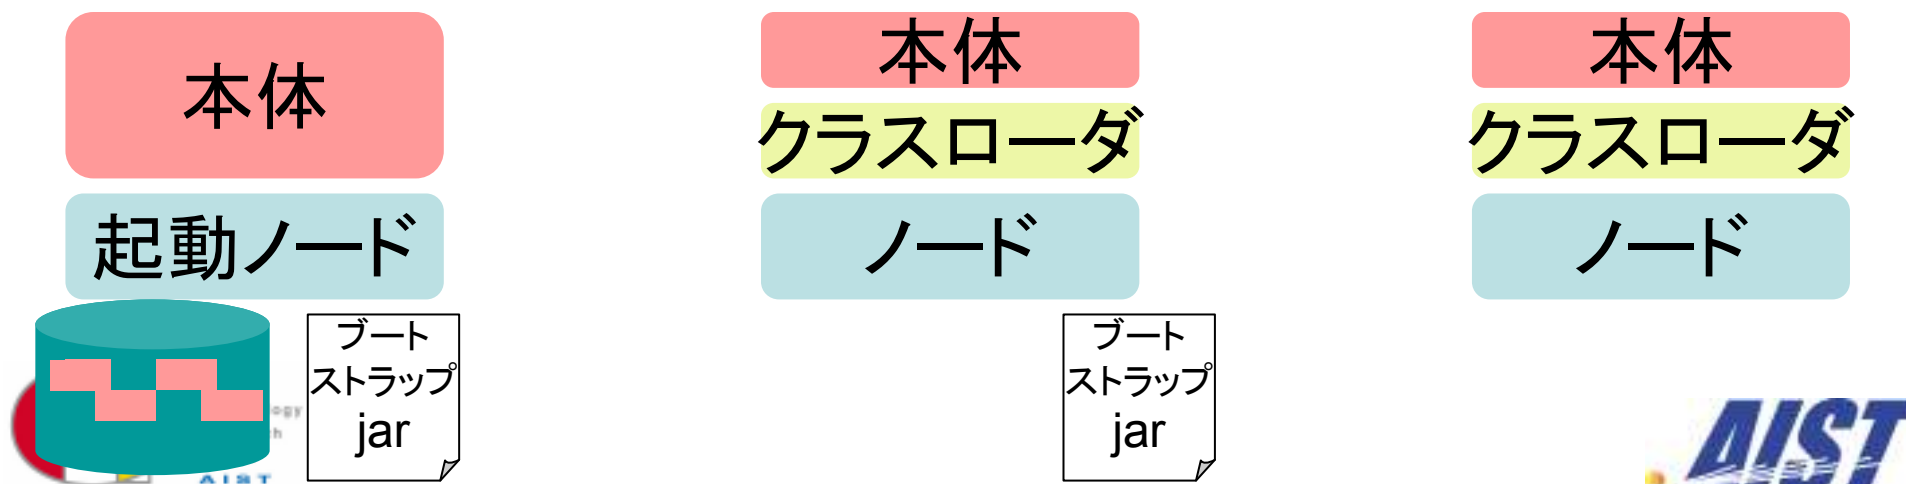 本体
本体
本体
クラスローダ
クラスローダ
起動ノード
ノード
ノード
ブート
ストラップ
jar
ブート
ストラップ
jar
ogy
h
AIST
AIST